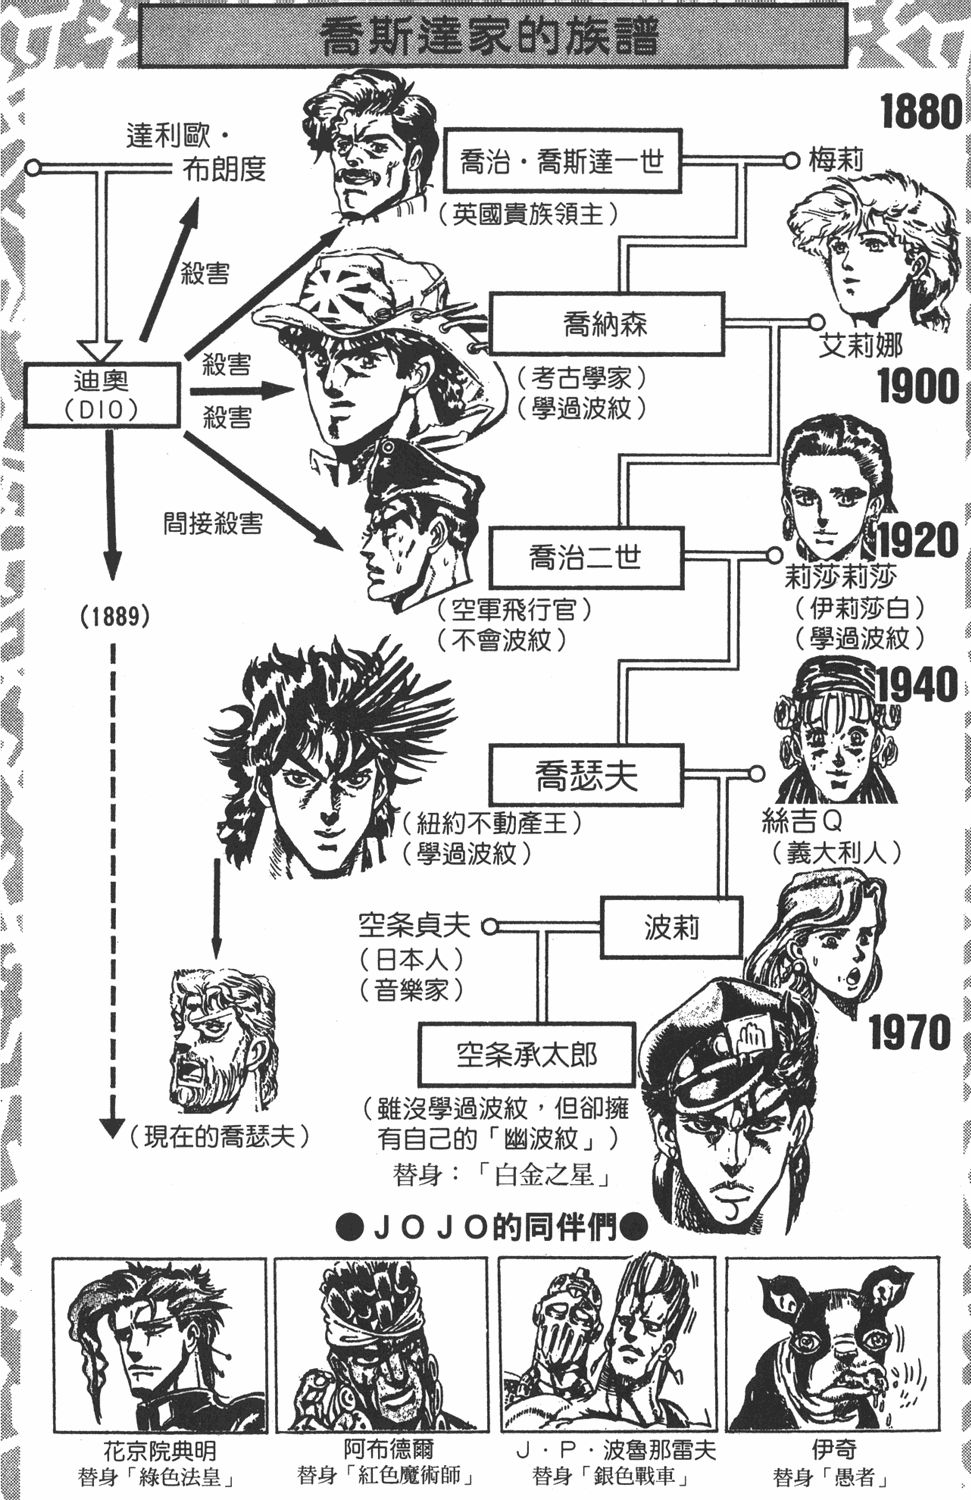 喬斯達家的族譜
1880
達利歐·
布朗度
喬治·喬斯達一世
梅莉
(英國貴族領主)
殺害
喬納森
艾莉娜
殺害
(考古學家)
1900
迪奧
(DIO)
殺害
(學過波紋)
間接殺害
1920
喬治二世
莉莎莉莎
(伊莉莎白)
(空軍飛行官)
(1889)
(不會波紋)
(學過波紋)
1940
喬瑟夫
絲吉Q
(紐約不動產王)
(學過波紋)
(義大利人)
空条貞夫
波莉
(日本人)
(音樂家)
1970
空条承太郎
(雖沒學過波紋,但卻擁
有自己的「幽波紋」)
(現在的喬瑟夫)
替身:「白金之星」
●JOJO的同伴們●
花京院典明
替身「綠色法皇」
阿布德爾
替身「紅色魔術師」
J·P·波魯那雷夫
替身「銀色戰車」
伊奇
替身「愚者」